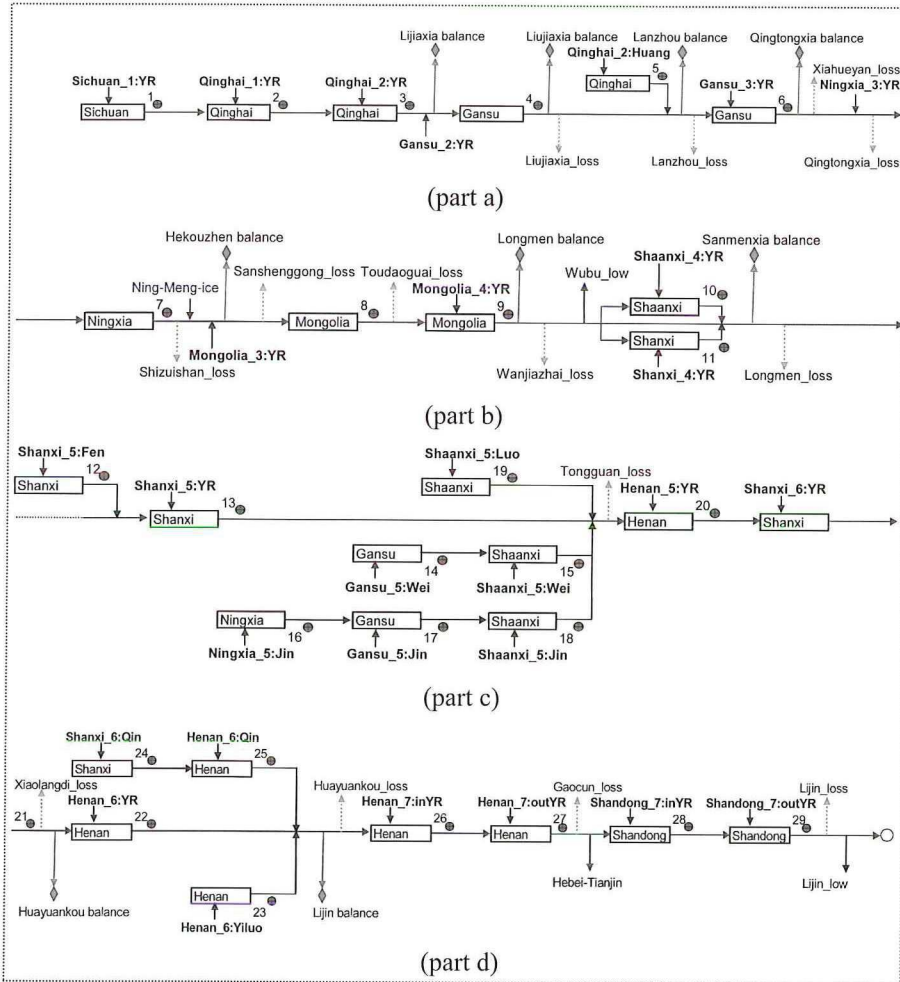 Lijiaxia balance
Liujiaxia balance
Lanzhou balance
Qingtongxia balance
Qinghai_2:Huang
Xiahueyan_loss
Sichuan_1:YR
Qinghai_1:YR
Qinghai_2:YR
Qinghai
5
Gansu_3:YR
Ningxia_3:YR
1
2
3
4
6
Sichuan
Qinghai
Qinghai
Gansu
Gansu
Gansu_2:YR
Liujiaxia_loss
Lanzhou_loss
Qingtongxia_loss
(part a)
Hekouzhen balance
Longmen balance
Sanmenxia balance
Sanshenggong_loss
Toudaoguai_loss
Wubu_low
Shaanxi_4:YR
Ning-Meng-ice
Mongolia_4:YR
7
8
9
10
Ningxia
Mongolia
Mongolia
Shaanxi
Shanxi
11
Mongolia_3:YR
Shizuishan_loss
Wanjiazhai_loss
Shanxi_4:YR
Longmen_loss
(part b)
Shanxi_5:Fen
Shaanxi_5:Luo
12
Shanxi
Shanxi_5:YR
19
Shaanxi
Tongguan_loss
Henan_5:YR
Shanxi_6:YR
13
20
Shanxi
Henan
Shanxi
Gansu
Shaanxi
14
15
Gansu_5:Wei
Shaanxi_5:Wei
Ningxia
Gansu
Shaanxi
16
17
18
Ningxia_5:Jin
Gansu_5:Jin
Shaanxi_5:Jin
(part c)
Shanxi_6:Qin
Henan_6:Qin
24
25
Shanxi
Henan
Xiaolangdi_loss
Huayuankou_loss
Gaocun_loss
Lijin_loss
Henan_6:YR
Henan_7:inYR
Henan_7:outYR
Shandong_7:inYR
Shandong_7:outYR
21
22
26
27
28
29
Henan
Henan
Henan
Shandong
Shandong
Henan
23
Hebei-Tianjin
Lijin_low
Huayuankou balance
Henan_6:Yiluo
Lijin balance
(part d)